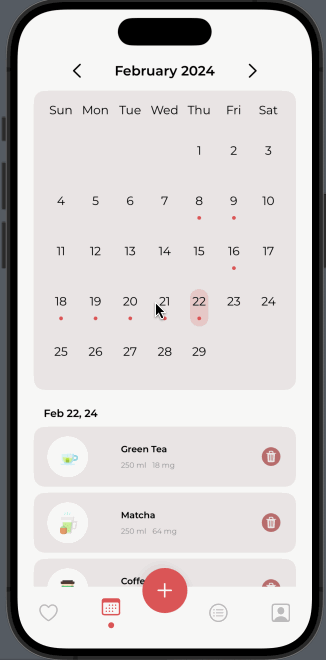 February 2024
Sun Mon Tue Wed Thu Fri Sat
1 2 3
4 5 6 7 8 9 10
11 12 13 14 15 16 17
18 19 20 21 22 23 24
25 26 27 28 29
Feb 22, 24
Green Tea
250 ml 18 mg
Matcha
250 ml 64 mg
Coffe